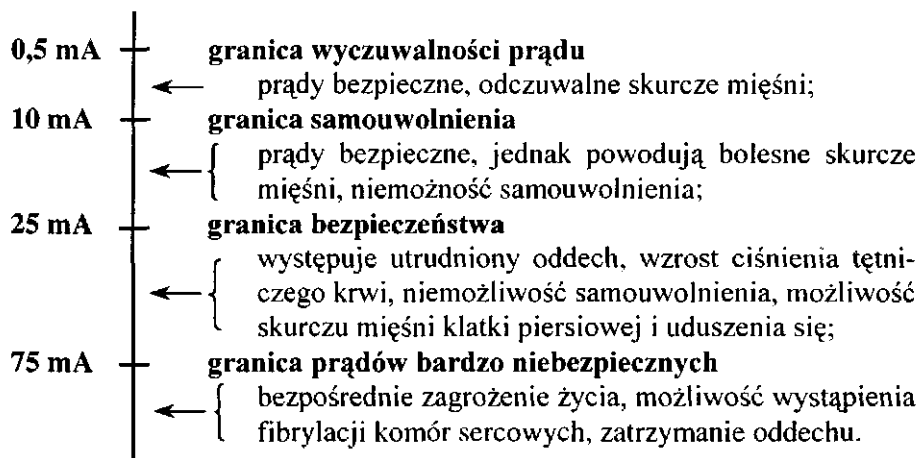 0,5 mA granica wyczuwalności prądu
prądy bezpieczne, odczuwalne skurcze mięśni;
10 mA granica samouwolnienia
prądy bezpieczne, jednak powodują bolesne skurcze
mięśni, niemożność samouwolnienia;
25 mA granica bezpieczeństwa
występuje utrudniony oddech, wzrost ciśnienia tętni-
czego krwi, niemożliwość samouwolnienia, możliwość
skurczu mięśni klatki piersiowej i uduszenia się;
75 mA granica prądów bardzo niebezpiecznych
bezpośrednie zagrożenie życia, możliwość wystąpienia
fibrylacji komór sercowych, zatrzymanie oddechu.